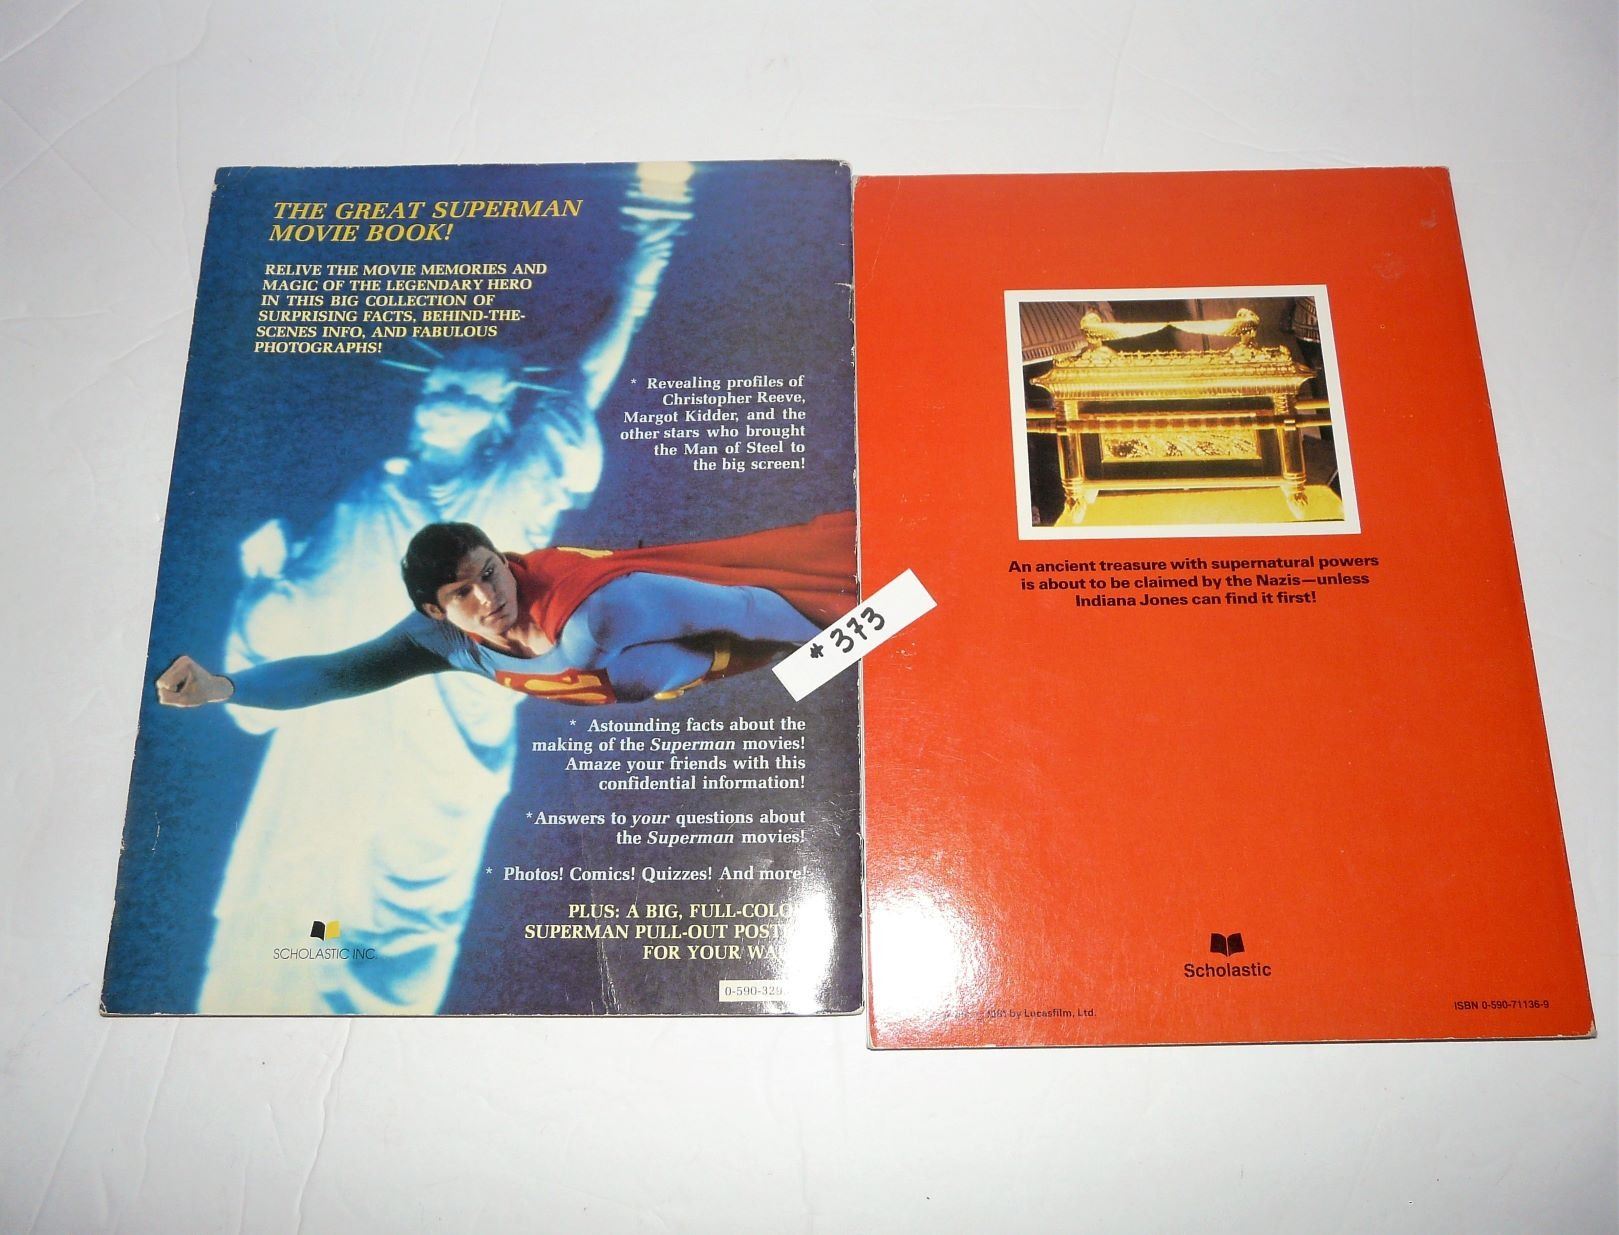 THE GREAT SUPERMAN
MOVIE BOOK!
RELIVE THE MOVIE MEMORIES AND
MAGIC OF THE LEGENDARY HERO
IN THIS BIG COLLECTION OF
SURPRISING FACTS, BEHIND-THE-
SCENES INFO, AND FABULOUS
PHOTOGRAPHS!
* Revealing profiles of
Christopher Reeve,
Margot Kidder, and the
other stars who brought
the Man of Steel to
the big screen!
* Astounding facts about the
making of the Superman movies!
Amaze your friends with this
confidential information!
*Answers to your questions about
the Superman movies!
* Photos! Comics! Quizzes! And more!
PLUS: A BIG, FULL-COLO
SUPERMAN PULL-OUT POST
FOR YOUR WA
SCHOLASTIC INC.
0-590-329
# 373
An ancient treasure with supernatural powers
is about to be claimed by the Nazis—unless
Indiana Jones can find it first!
Scholastic
1981 by Lucasfilm, Ltd.
ISBN 0-590-71136-9